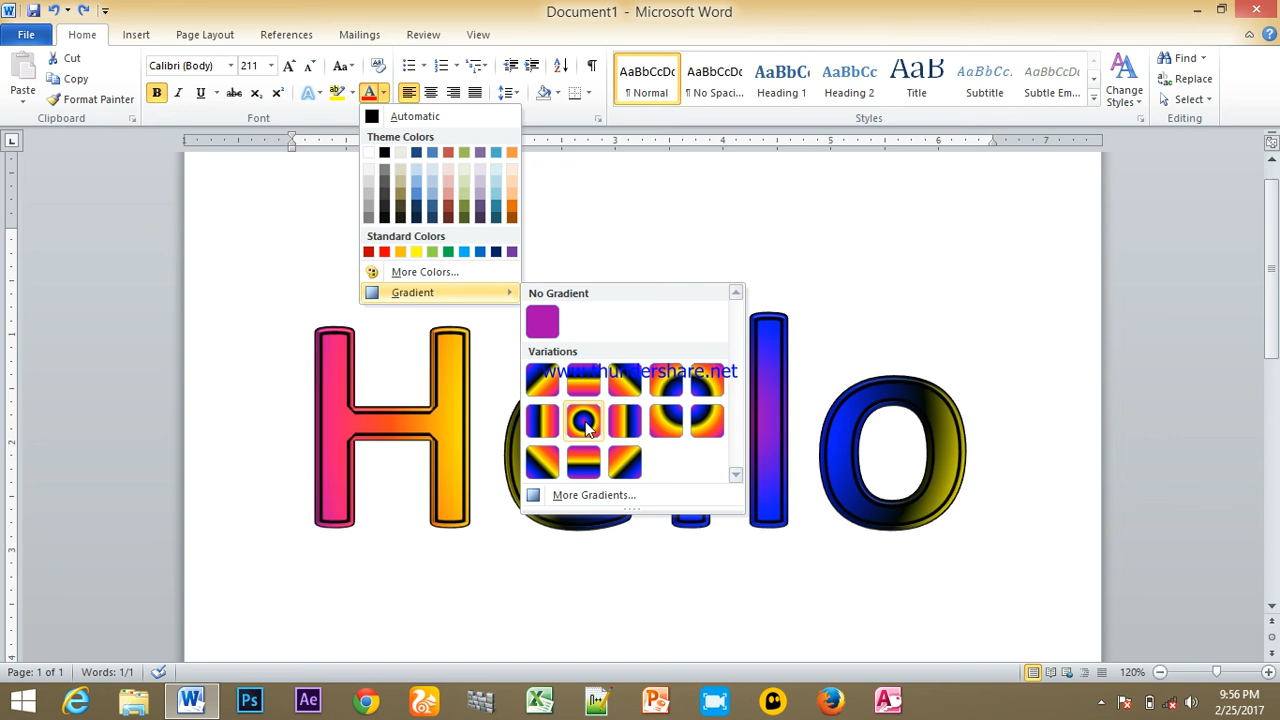 Document1 - Microsoft Word
File Home Insert Page Layout References Mailings Review View
Paste
Cut
Copy
Format Painter
Clipboard
Calibri (Body) 211
Font
AaBbCcDc
¶ Normal
AaBbCcDc
¶ No Spaci...
AaBbCc
Heading 1
AaBbCc
Heading 2
AaB
Title
AaBbCc.
Subtitle
AaBbCcDc
Subtle Em...
Change
Styles
Styles
Find
Replace
Select
Editing
Automatic
Theme Colors
Standard Colors
More Colors...
Gradient
No Gradient
Variations
www.thundershare.net
More Gradients...
Hello
Page: 1 of 1 Words: 1/1 120%
9:56 PM
2/25/2017